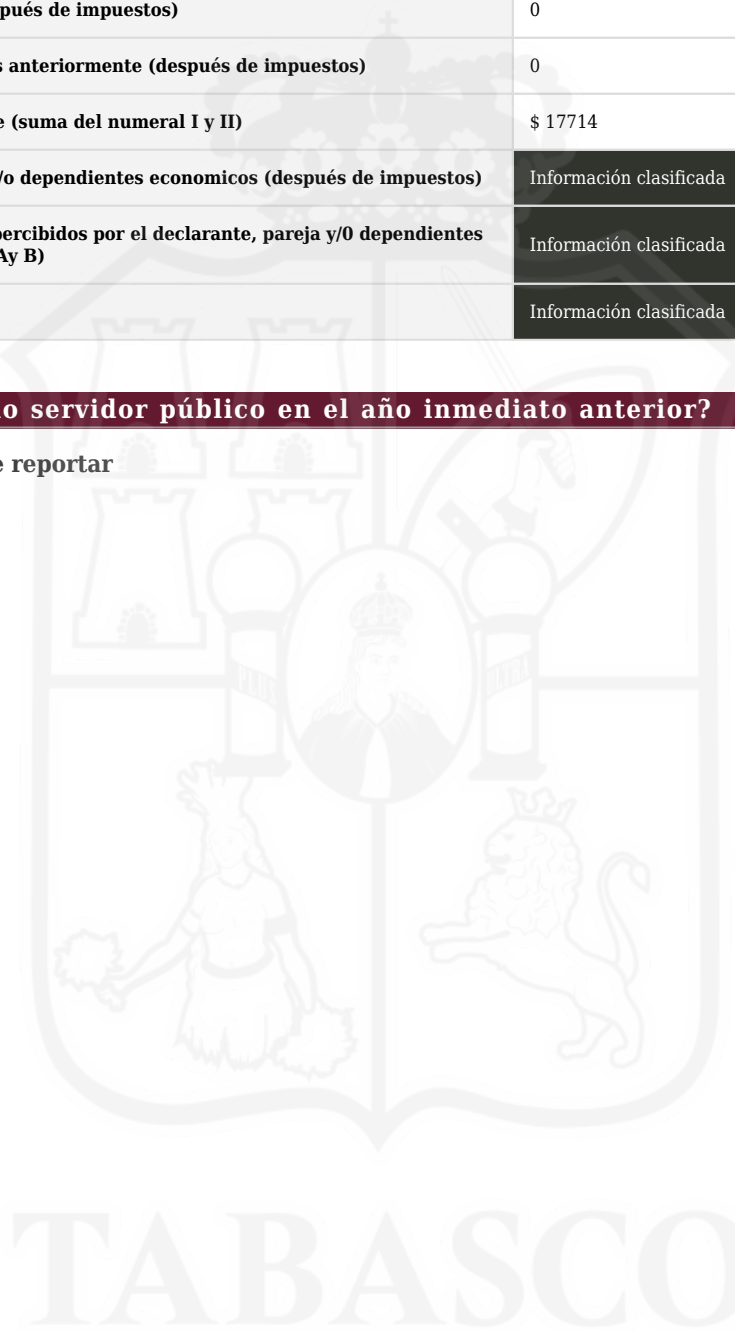 pués de impuestos)
0
s anteriormente (después de impuestos)
0
e (suma del numeral I y II)
$ 17714
/o dependientes economicos (después de impuestos)
Información clasificada
percibidos por el declarante, pareja y/0 dependientes
Información clasificada
Ay B)
Información clasificada
o servidor público en el año inmediato anterior?
e reportar
PLUS
ULTRA
TABASCO